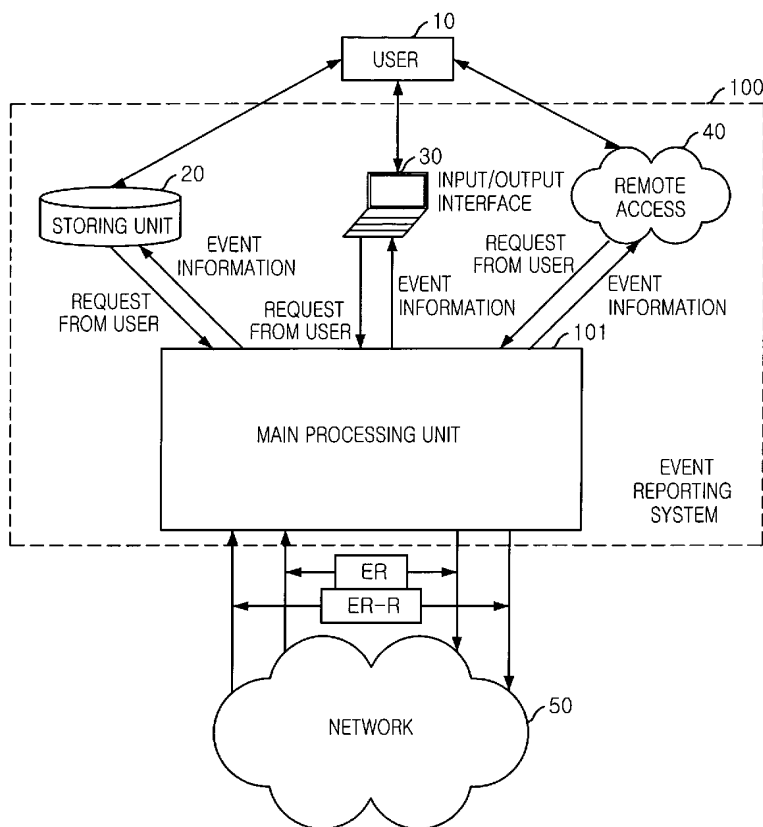 10
USER
100
20
STORING UNIT
30
INPUT/OUTPUT
INTERFACE
40
REMOTE
ACCESS
EVENT
INFORMATION
REQUEST
FROM USER
REQUEST
FROM USER
EVENT
INFORMATION
REQUEST
FROM USER
EVENT
INFORMATION
101
MAIN PROCESSING UNIT
EVENT
REPORTING
SYSTEM
ER
ER-R
NETWORK
50